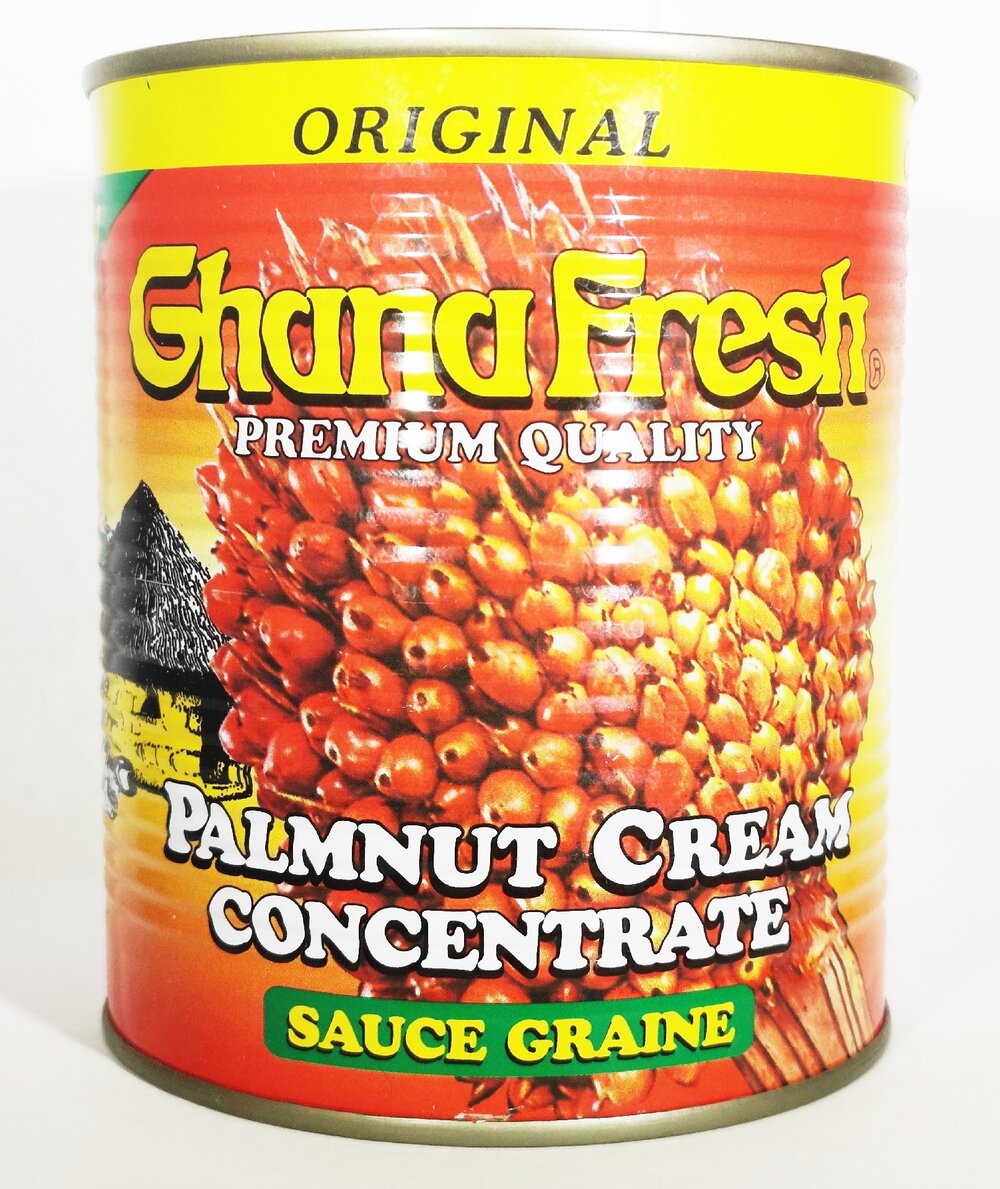 ORIGINAL
Ghana Fresh ®
PREMIUM QUALITY
PALMNUT CREAM
CONCENTRATE
SAUCE GRAINE